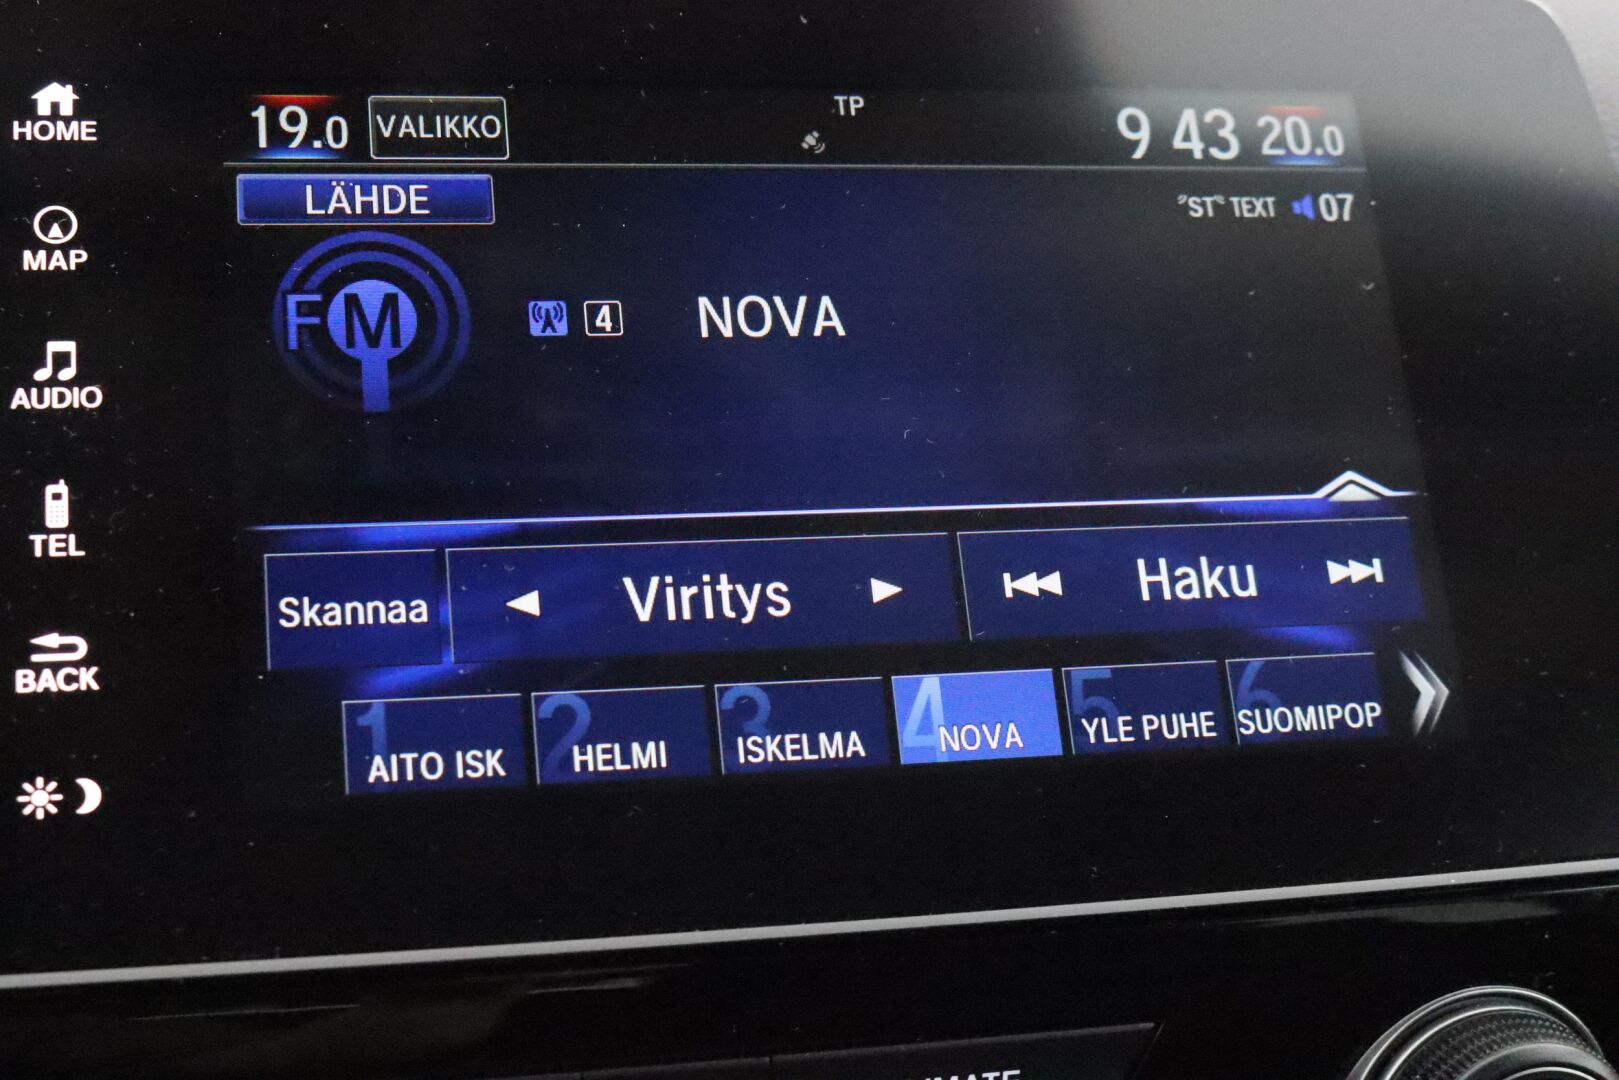 HOME
MAP
AUDIO
TEL
BACK
19.0 VALIKKO TP 9 43 20.0
LÄHDE "ST" TEXT 07
FM 4 NOVA
Skannaa Viritys Haku
1 AITO ISK 2 HELMI 3 ISKELMA 4 NOVA 5 YLE PUHE 6 SUOMIPOP